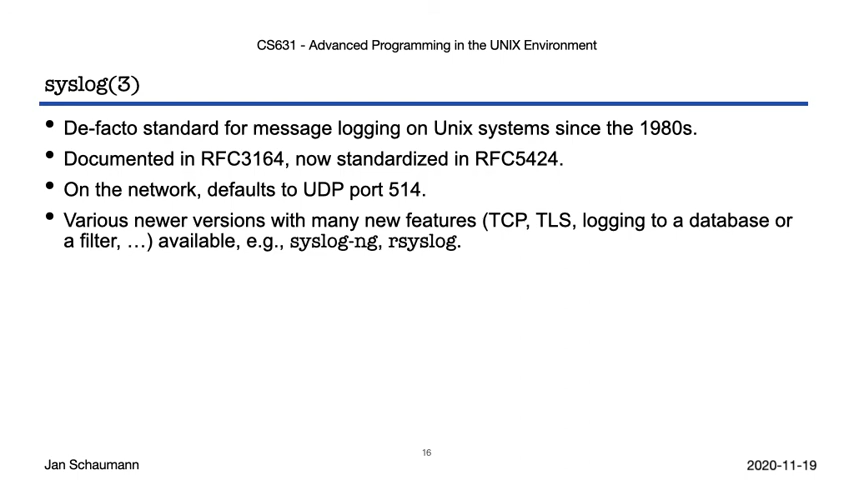 CS631 - Advanced Programming in the UNIX Environment
syslog(3)
• De-facto standard for message logging on Unix systems since the 1980s.
• Documented in RFC3164, now standardized in RFC5424.
• On the network, defaults to UDP port 514.
• Various newer versions with many new features (TCP, TLS, logging to a database or
a filter, …) available, e.g., syslog-ng, rsyslog.
16
Jan Schaumann
2020-11-19